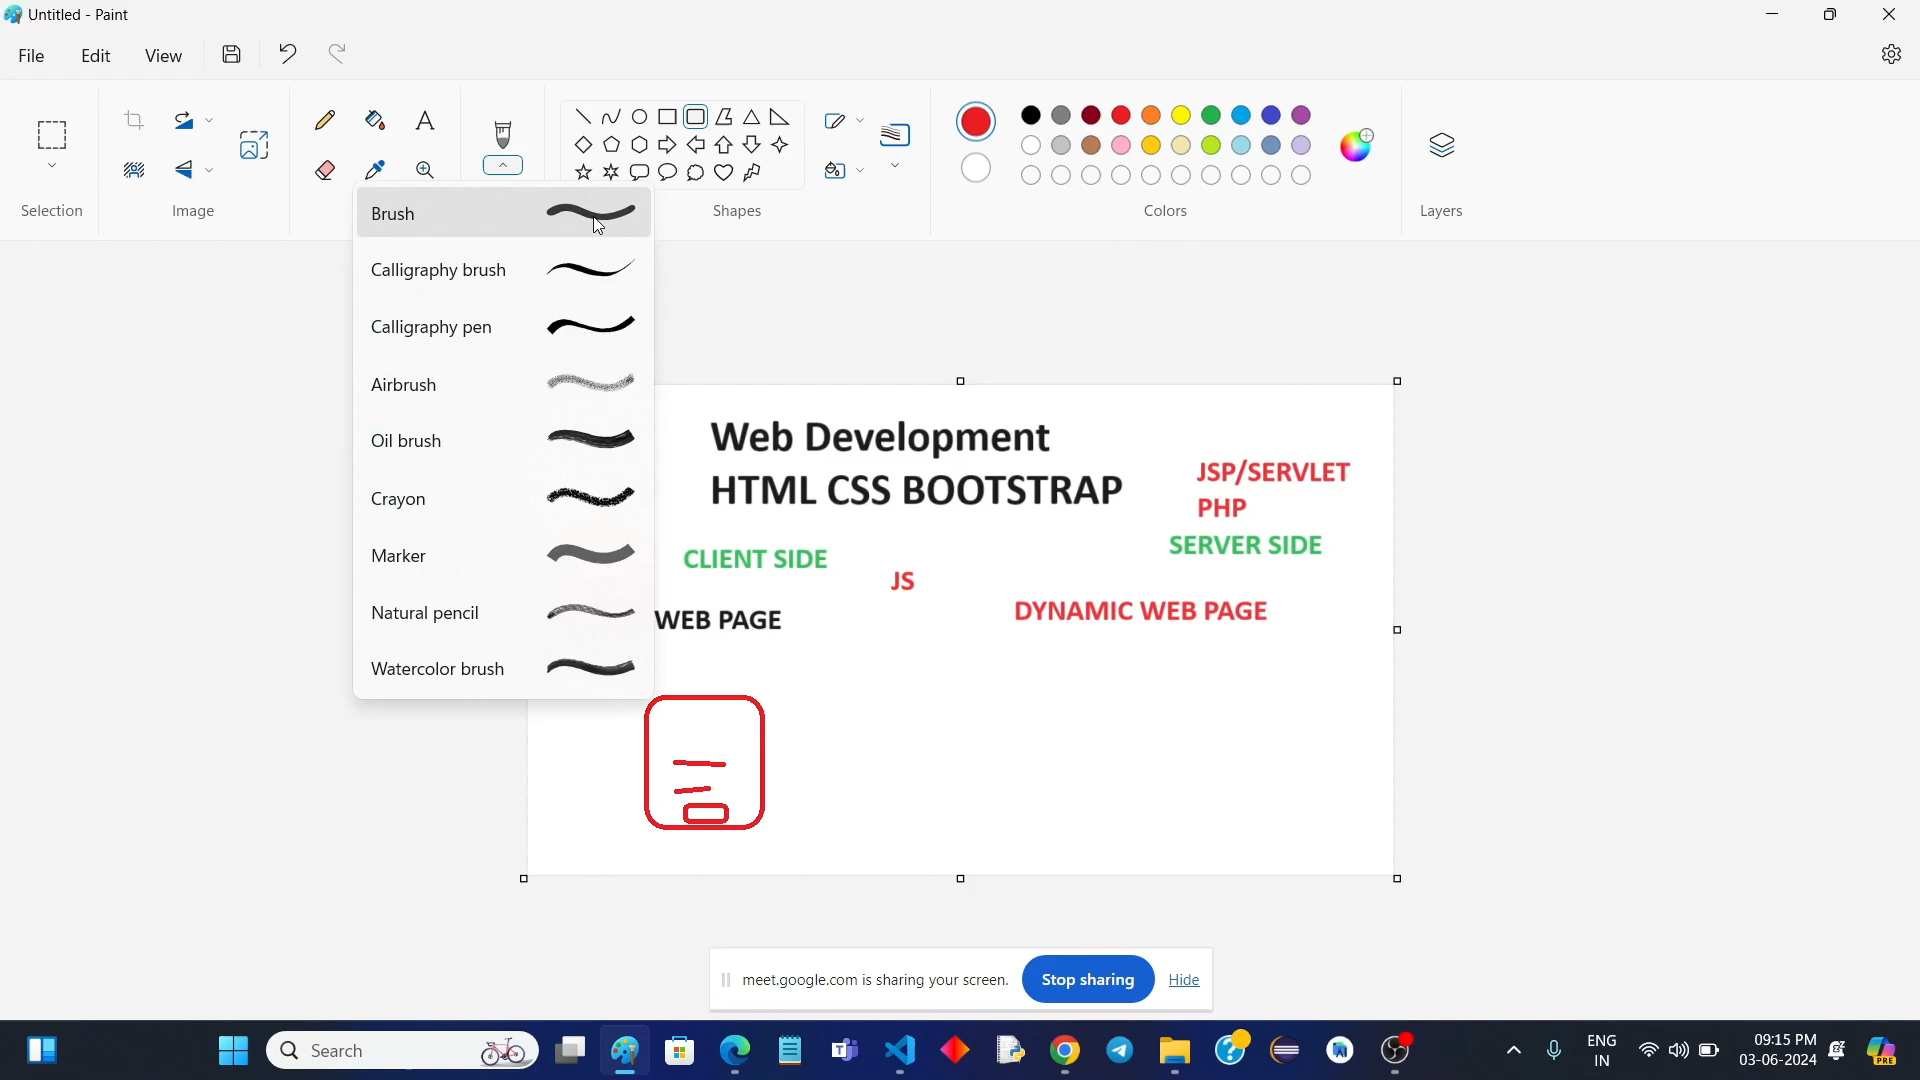 Untitled - Paint
File Edit View
Selection
Image
Shapes
Colors
Layers
Brush
Calligraphy brush
Calligraphy pen
Airbrush
Oil brush
Crayon
Marker
Natural pencil
Watercolor brush
Web Development
HTML CSS BOOTSTRAP
JSP/SERVLET
PHP
SERVER SIDE
CLIENT SIDE
JS
WEB PAGE
DYNAMIC WEB PAGE
meet.google.com is sharing your screen. Stop sharing Hide
Search
ENG
IN
09:15 PM
03-06-2024
PRE